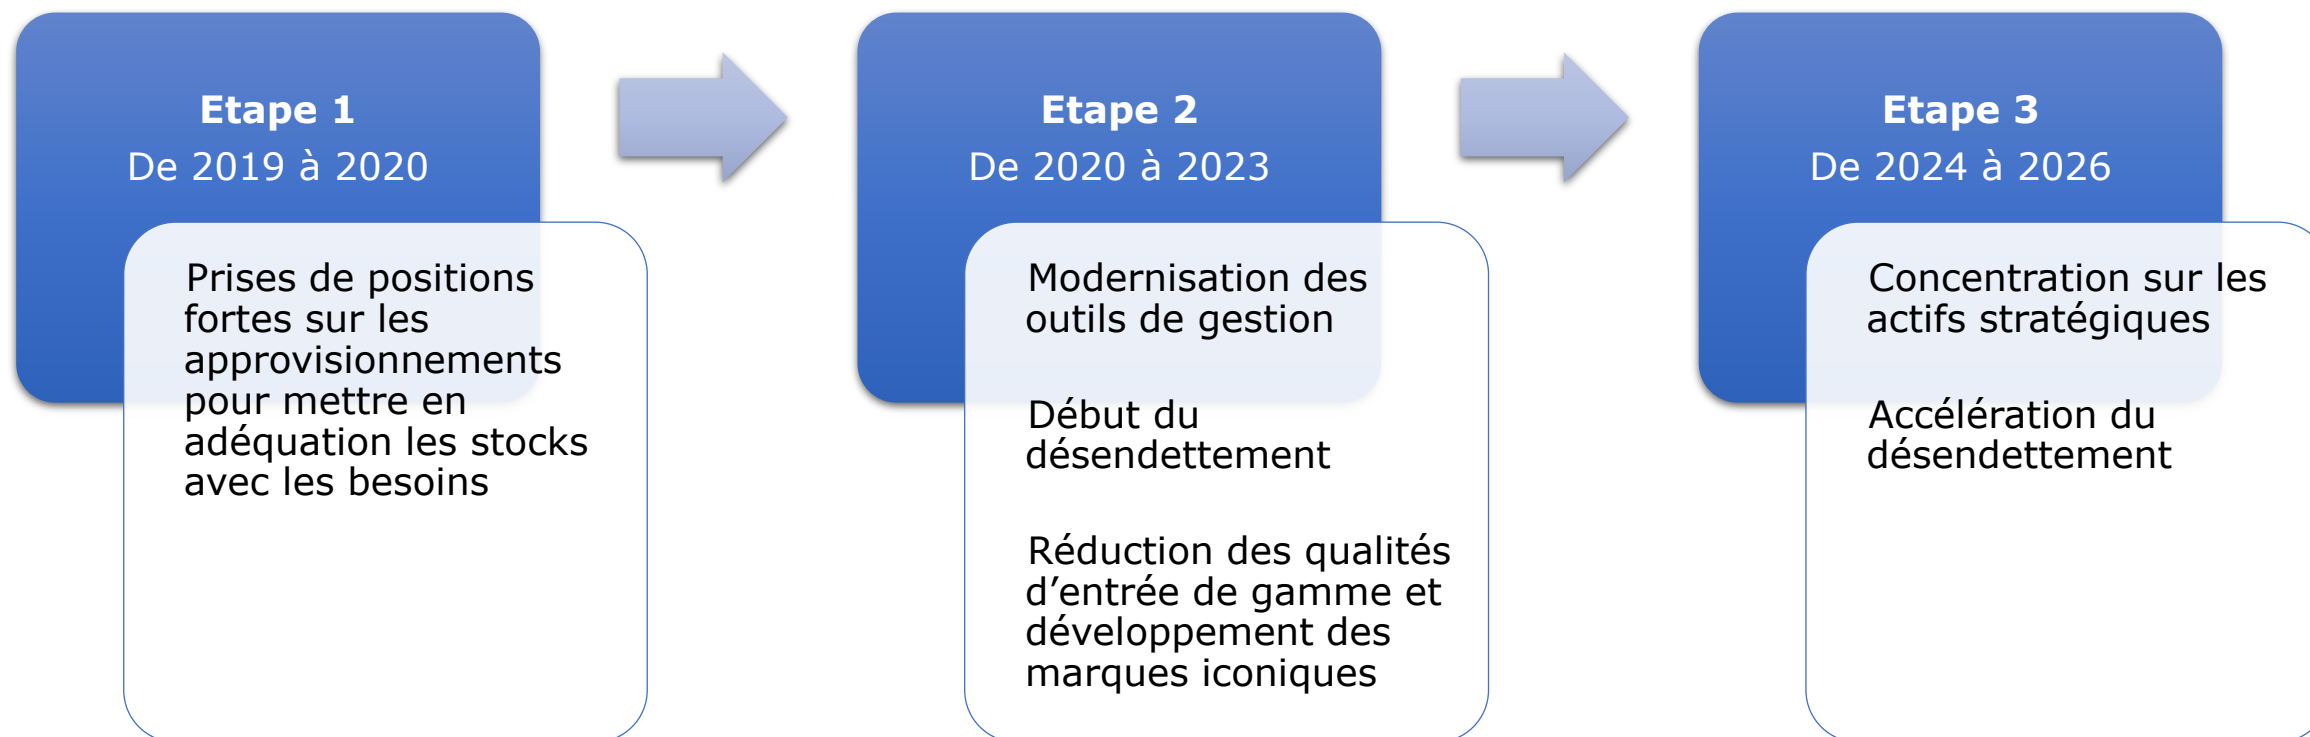 Etape 1
De 2019 à 2020
Prises de positions
fortes sur les
approvisionnements
pour mettre en
adéquation les stocks
avec les besoins
Etape 2
De 2020 à 2023
Modernisation des
outils de gestion
Début du
désendettement
Réduction des qualités
d’entrée de gamme et
développement des
marques iconiques
Etape 3
De 2024 à 2026
Concentration sur les
actifs stratégiques
Accélération du
désendettement